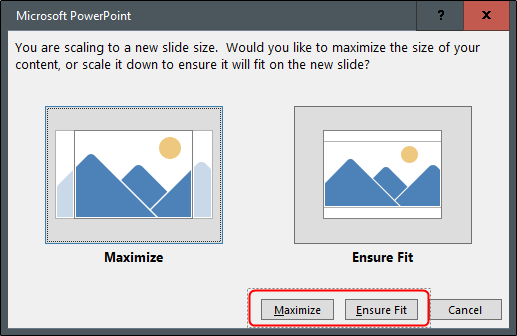 Microsoft PowerPoint
?
x
You are scaling to a new slide size.  Would you like to maximize the size of your
content, or scale it down to ensure it will fit on the new slide?
Maximize
Ensure Fit
Maximize
Ensure Fit
Cancel